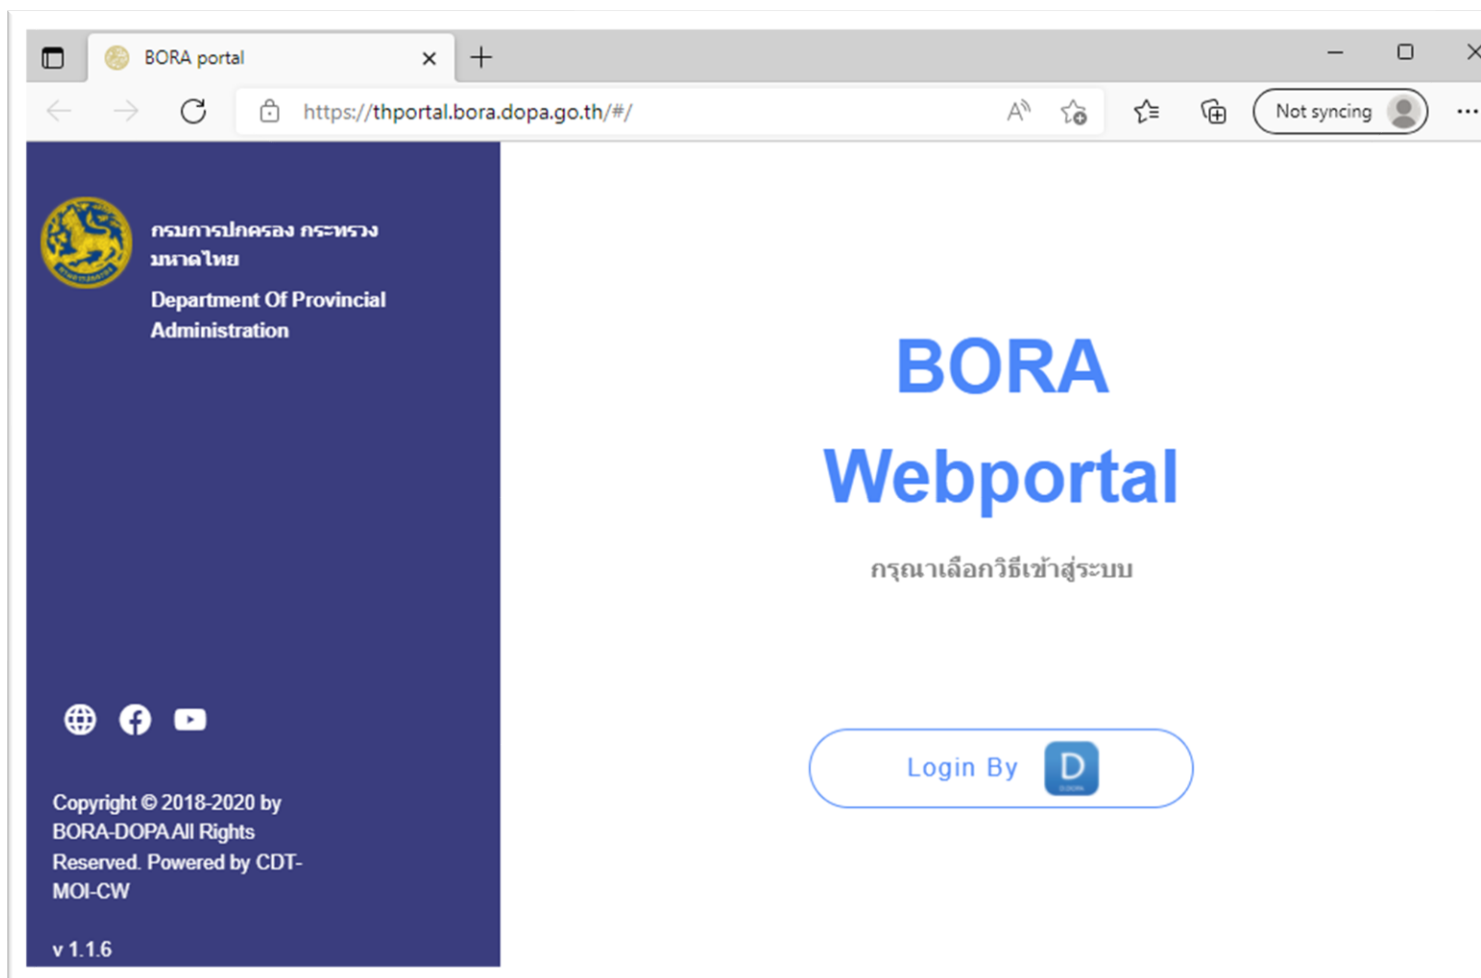 BORA portal
https://thportal.bora.dopa.go.th/#/
Not syncing
กรมการปกครอง กระทรวง
มหาดไทย
Department Of Provincial
Administration
BORA
Webportal
กรุณาเลือกวิธีเข้าสู่ระบบ
Login By
D
Copyright © 2018-2020 by
BORA-DOPA All Rights
Reserved. Powered by CDT-
MOI-CW
v 1.1.6